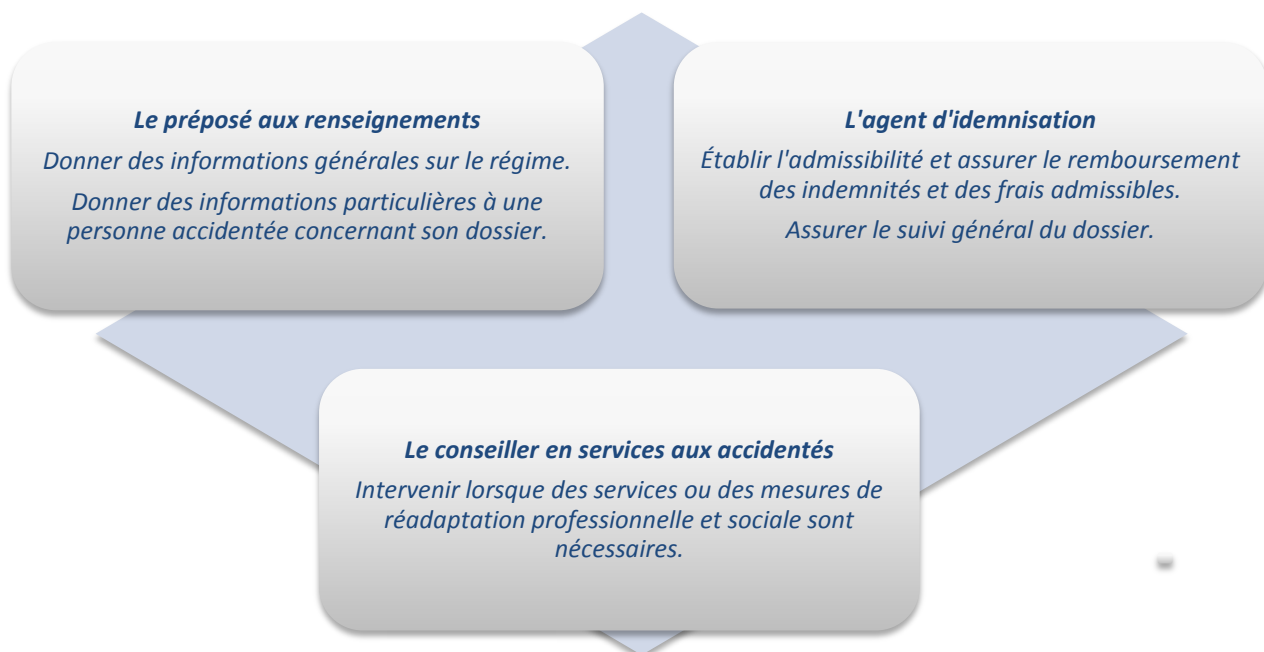 Le préposé aux renseignements
Donner des informations générales sur le régime.
Donner des informations particulières à une
personne accidentée concernant son dossier.
L'agent d'idemnisation
Établir l'admissibilité et assurer le remboursement
des indemnités et des frais admissibles.
Assurer le suivi général du dossier.
Le conseiller en services aux accidentés
Intervenir lorsque des services ou des mesures de
réadaptation professionnelle et sociale sont
nécessaires.